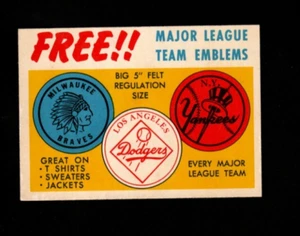 FREE!!
MAJOR LEAGUE
TEAM EMBLEMS
BIG 5" FELT
REGULATION
SIZE
MILWAUKEE
BRAVES
N.Y.
Yankees
LOS ANGELES
Dodgers
GREAT ON
• T SHIRTS
• SWEATERS
• JACKETS
EVERY MAJOR
LEAGUE TEAM